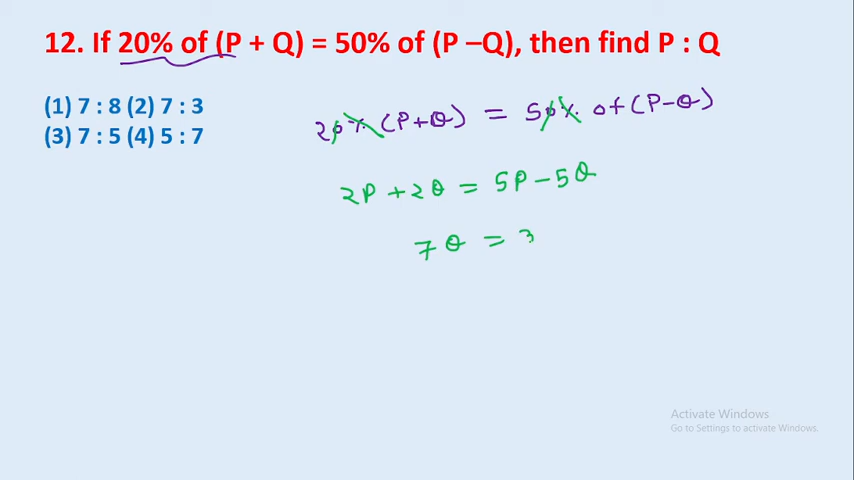 12. If 20% of (P + Q) = 50% of (P –Q), then find P : Q
(1) 7 : 8 (2) 7 : 3
(3) 7 : 5 (4) 5 : 7
20% (P+Q) = 50% of (P-Q)
2P + 2Q = 5P - 5Q
7Q = 3
Activate Windows
Go to Settings to activate Windows.